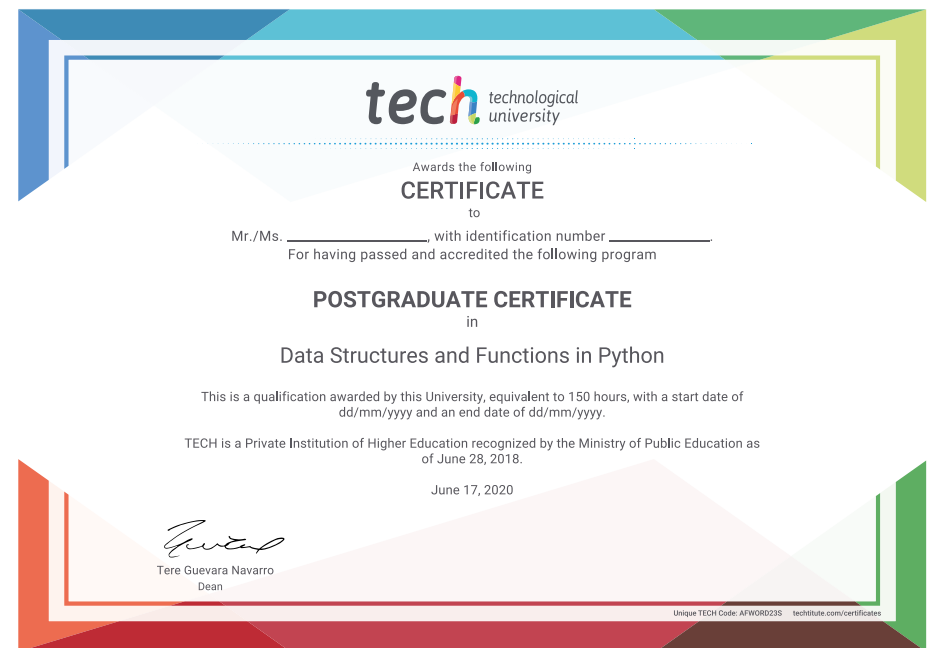 tech technological
university
Awards the following
CERTIFICATE
to
Mr./Ms. ____________________, with identification number ______________.
For having passed and accredited the following program
POSTGRADUATE CERTIFICATE
in
Data Structures and Functions in Python
This is a qualification awarded by this University, equivalent to 150 hours, with a start date of
dd/mm/yyyy and an end date of dd/mm/yyyy.
TECH is a Private Institution of Higher Education recognized by the Ministry of Public Education as
of June 28, 2018.
June 17, 2020
Tere Guevara Navarro
Dean
Unique TECH Code: AFWORD23S techtitute.com/certificates